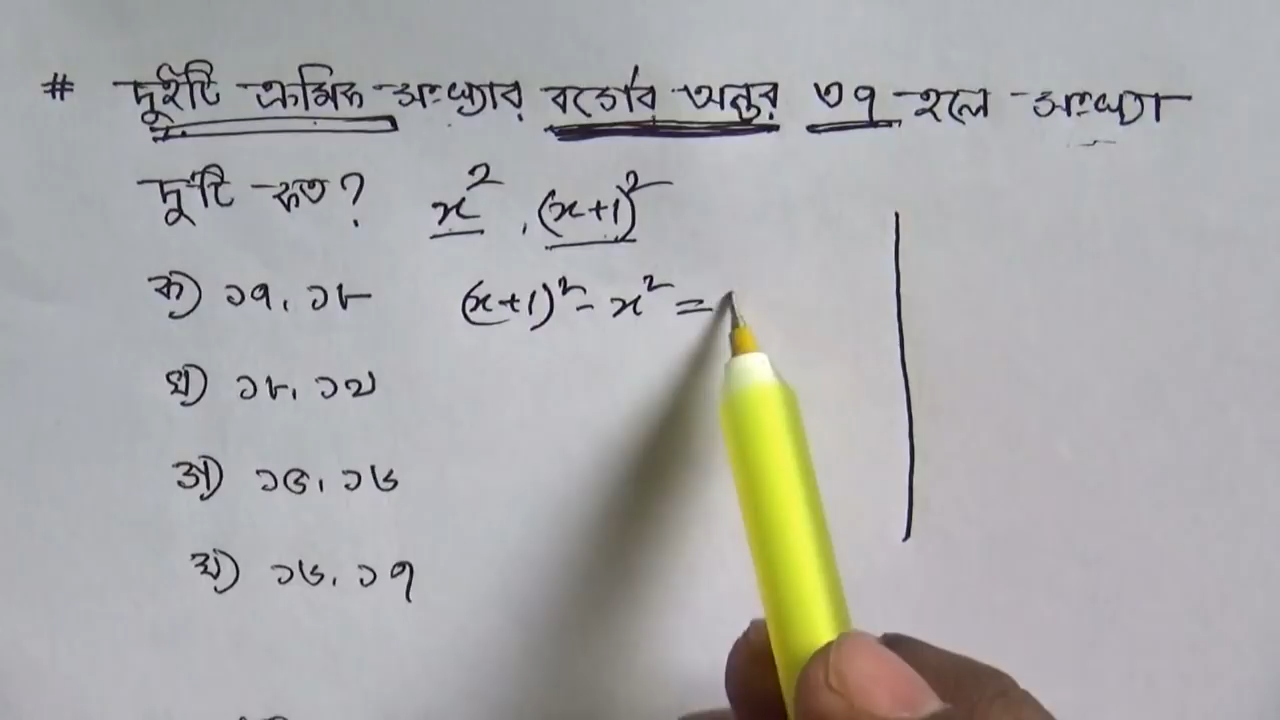 # দুইটি ক্রমিক সংখ্যার বর্গের অন্তর ৩৭ হলে সংখ্যা
দু'টি কত? x², (x+1)²
ক) ১৭, ১৮ (x+1)² - x² =
খ) ১৮, ১৯
গ) ১৫, ১৬
ঘ) ১৬, ১৭